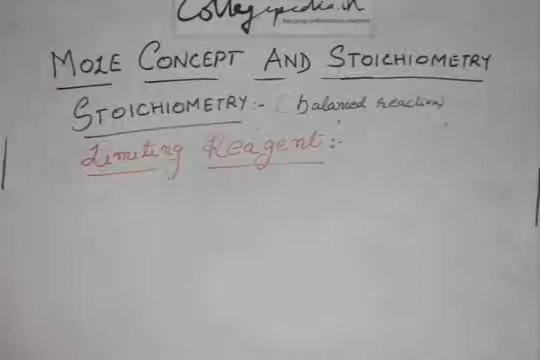 Collegepedia.in
MOLE CONCEPT AND STOICHIOMETRY
STOICHIOMETRY:- (balanced reaction)
Limiting Reagent:-